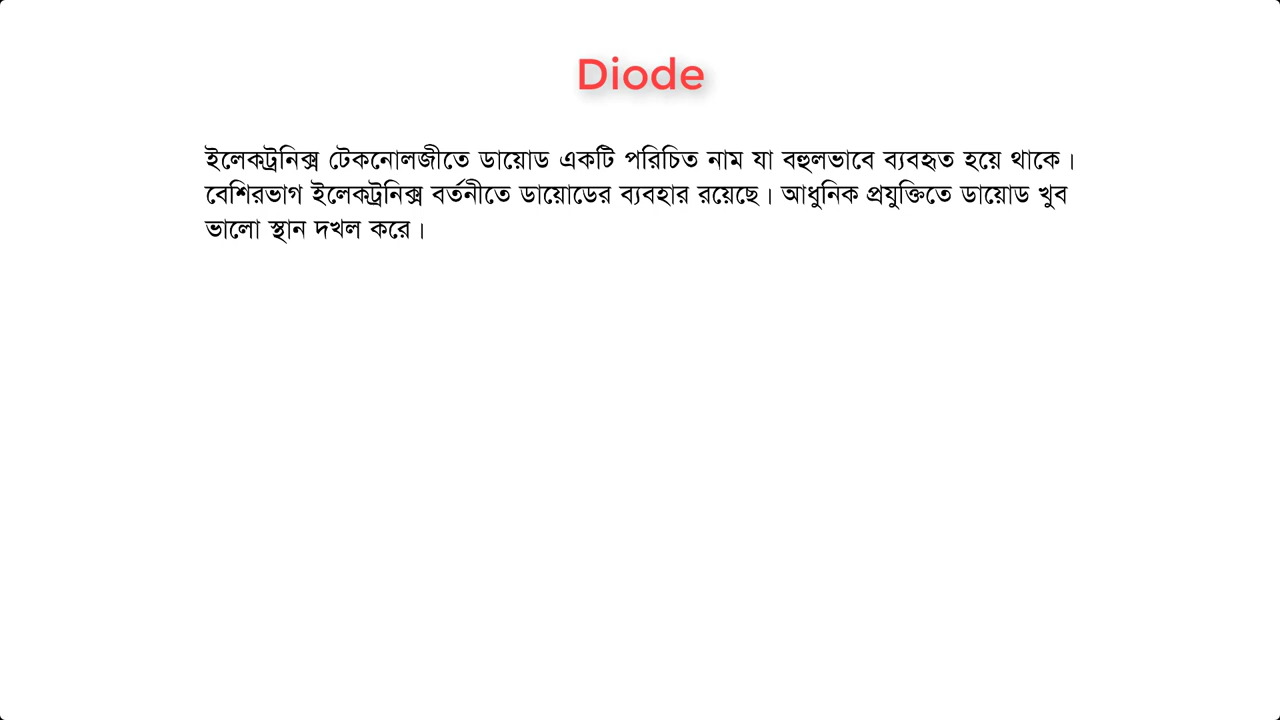 Diode
ইলেকট্রনিক্স টেকনোলজীতে ডায়োড একটি পরিচিত নাম যা বহুলভাবে ব্যবহৃত হয়ে থাকে।
বেশিরভাগ ইলেকট্রনিক্স বর্তনীতে ডায়োডের ব্যবহার রয়েছে। আধুনিক প্রযুক্তিতে ডায়োড খুব
ভালো স্থান দখল করে।